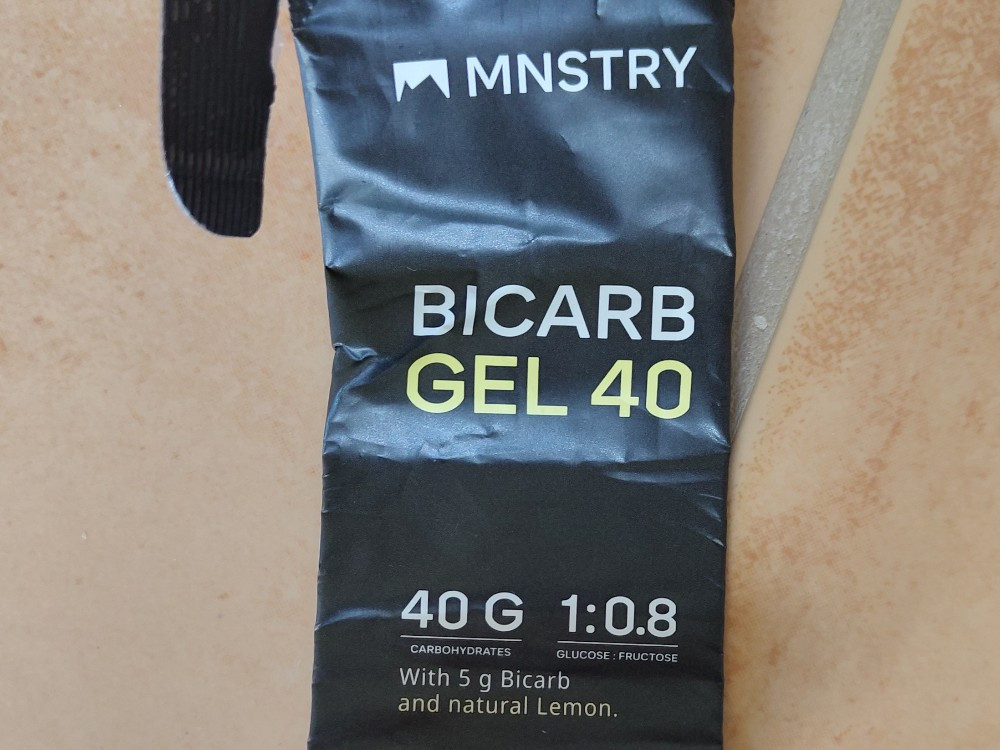 MNSTRY
BICARB
GEL 40
40 G 1:0.8
CARBOHYDRATES GLUCOSE : FRUCTOSE
With 5 g Bicarb
and natural Lemon.